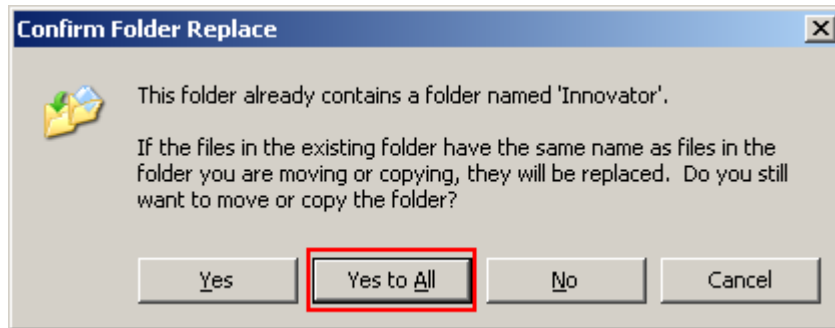 Confirm Folder Replace
This folder already contains a folder named 'Innovator'.
If the files in the existing folder have the same name as files in the
folder you are moving or copying, they will be replaced.  Do you still
want to move or copy the folder?
Yes
Yes to All
No
Cancel